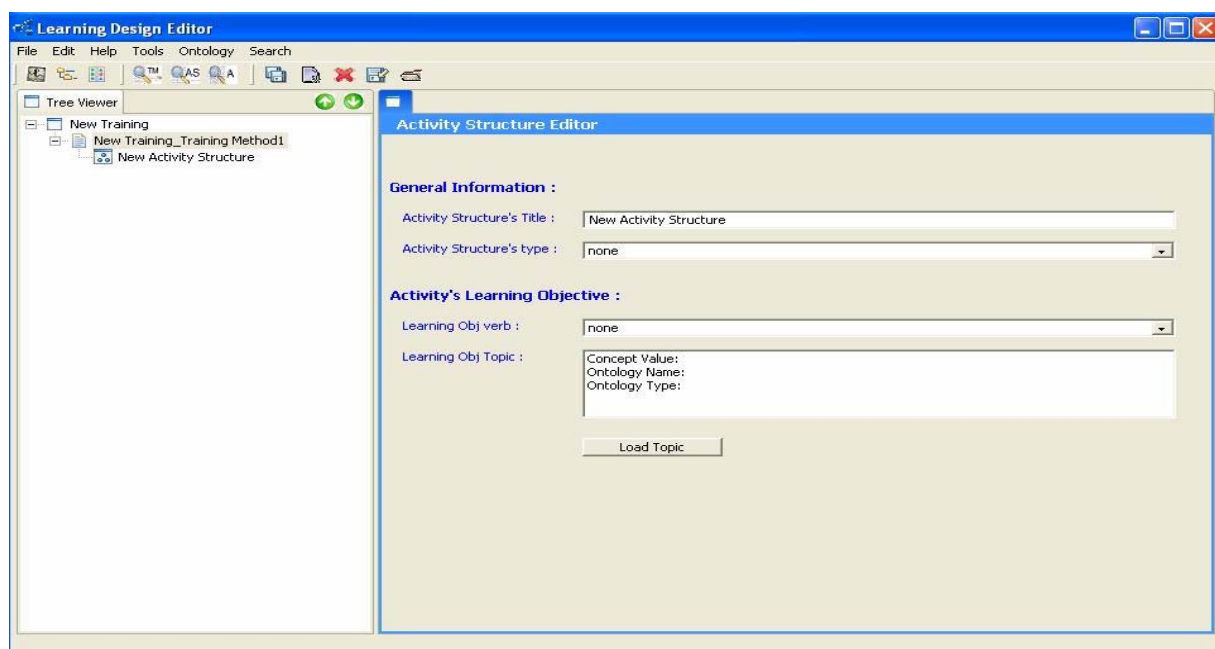 Learning Design Editor
File Edit Help Tools Ontology Search
TM AS A
Tree Viewer
New Training
New Training_Training Method1
New Activity Structure
Activity Structure Editor
General Information :
Activity Structure's Title : New Activity Structure
Activity Structure's type : none
Activity's Learning Objective :
Learning Obj verb : none
Learning Obj Topic : Concept Value:
Ontology Name:
Ontology Type:
Load Topic